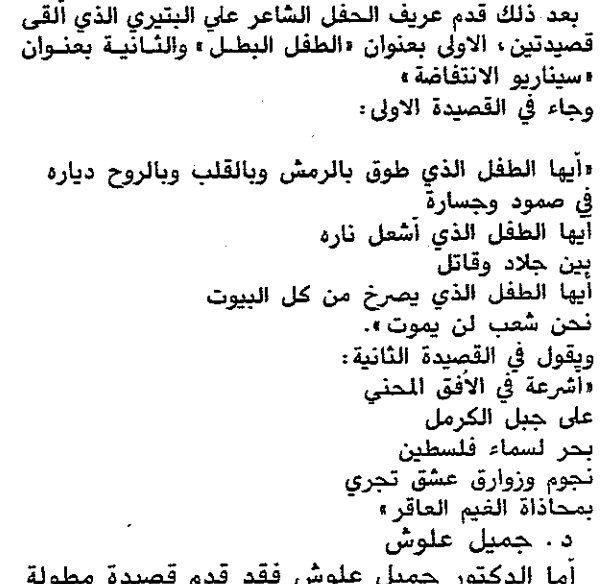 بعد ذلك قدم عريف الحفل الشاعر علي البتيري الذي ألقى
قصيدتين، الاولى بعنوان «الطفل البطل» والثانية بعنوان
«سيناريو الانتفاضة»
وجاء في القصيدة الاولى:
«أيها الطفل الذي طوق بالرمش وبالقلب وبالروح دياره
في صمود وجسارة
أيها الطفل الذي أشعل ناره
بين جلاد وقاتل
أيها الطفل الذي يصرخ من كل البيوت
نحن شعب لن يموت».
ويقول في القصيدة الثانية:
«أشرعة في الأفق المحني
على جبل الكرمل
بحر لسماء فلسطين
نجوم وزوارق عشق تجري
بمحاذاة الغيم العاقر»
د. جميل علوش
أما الدكتور جميل علوش فقد قدم قصيدة مطولة